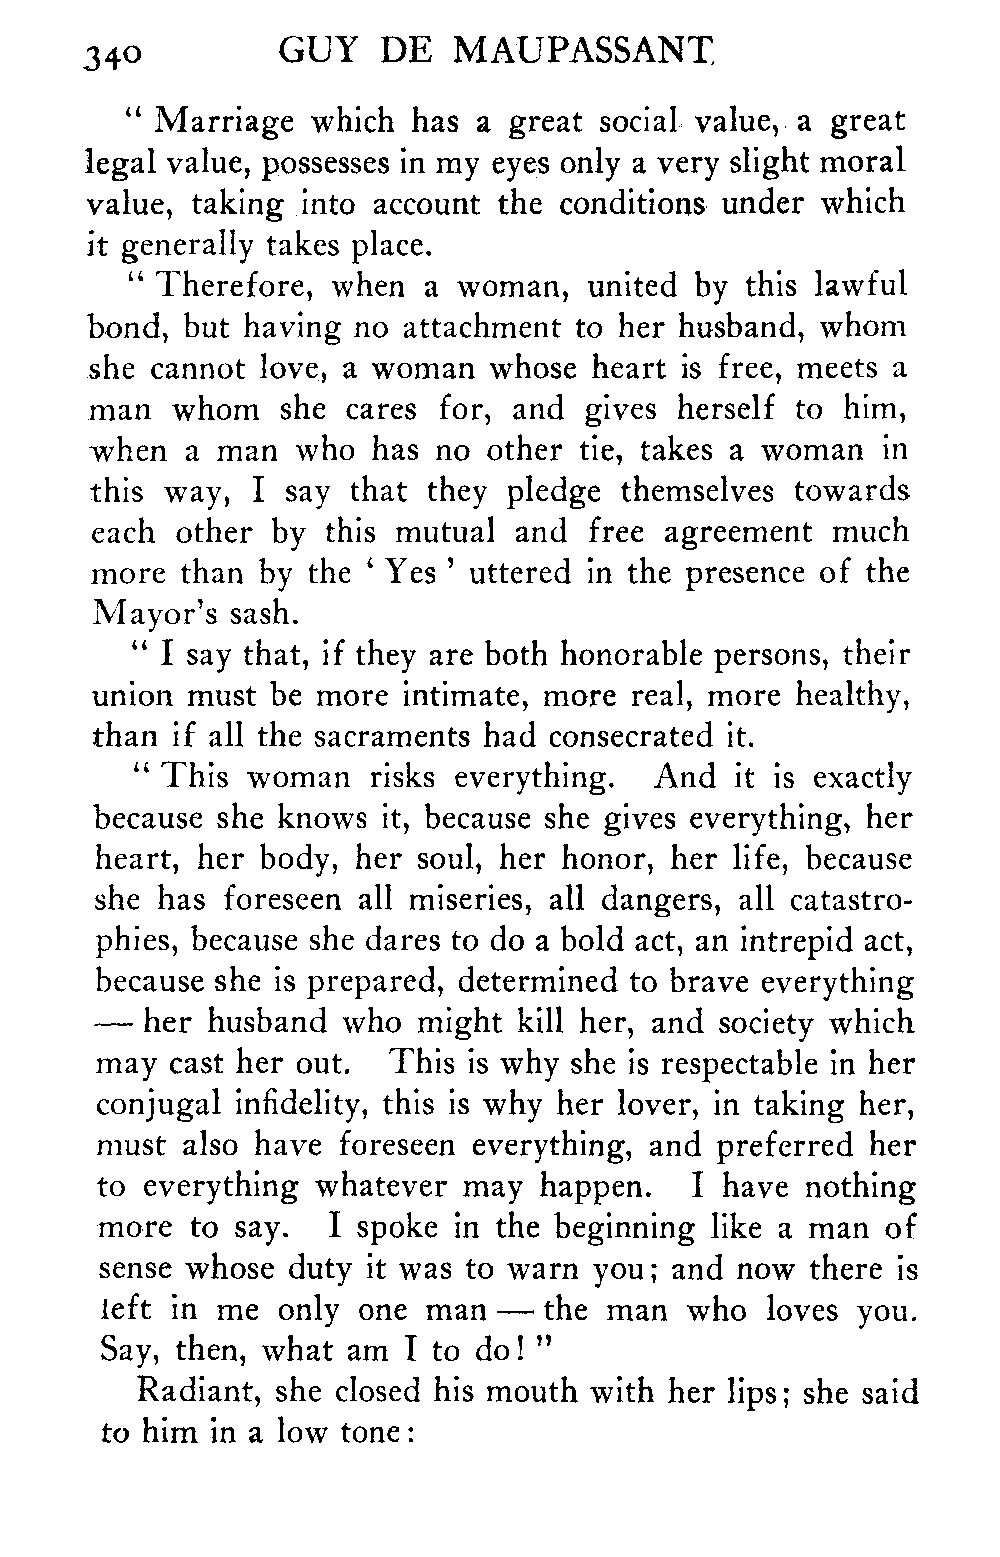 340 GUY DE MAUPASSANT
“ Marriage which has a great social value, a great
legal value, possesses in my eyes only a very slight moral
value, taking into account the conditions under which
it generally takes place.
“ Therefore, when a woman, united by this lawful
bond, but having no attachment to her husband, whom
she cannot love, a woman whose heart is free, meets a
man whom she cares for, and gives herself to him,
when a man who has no other tie, takes a woman in
this way, I say that they pledge themselves towards
each other by this mutual and free agreement much
more than by the ‘ Yes ’ uttered in the presence of the
Mayor’s sash.
“ I say that, if they are both honorable persons, their
union must be more intimate, more real, more healthy,
than if all the sacraments had consecrated it.
“ This woman risks everything. And it is exactly
because she knows it, because she gives everything, her
heart, her body, her soul, her honor, her life, because
she has foreseen all miseries, all dangers, all catastro-
phies, because she dares to do a bold act, an intrepid act,
because she is prepared, determined to brave everything
— her husband who might kill her, and society which
may cast her out. This is why she is respectable in her
conjugal infidelity, this is why her lover, in taking her,
must also have foreseen everything, and preferred her
to everything whatever may happen. I have nothing
more to say. I spoke in the beginning like a man of
sense whose duty it was to warn you; and now there is
left in me only one man — the man who loves you.
Say, then, what am I to do! ”
Radiant, she closed his mouth with her lips; she said
to him in a low tone: